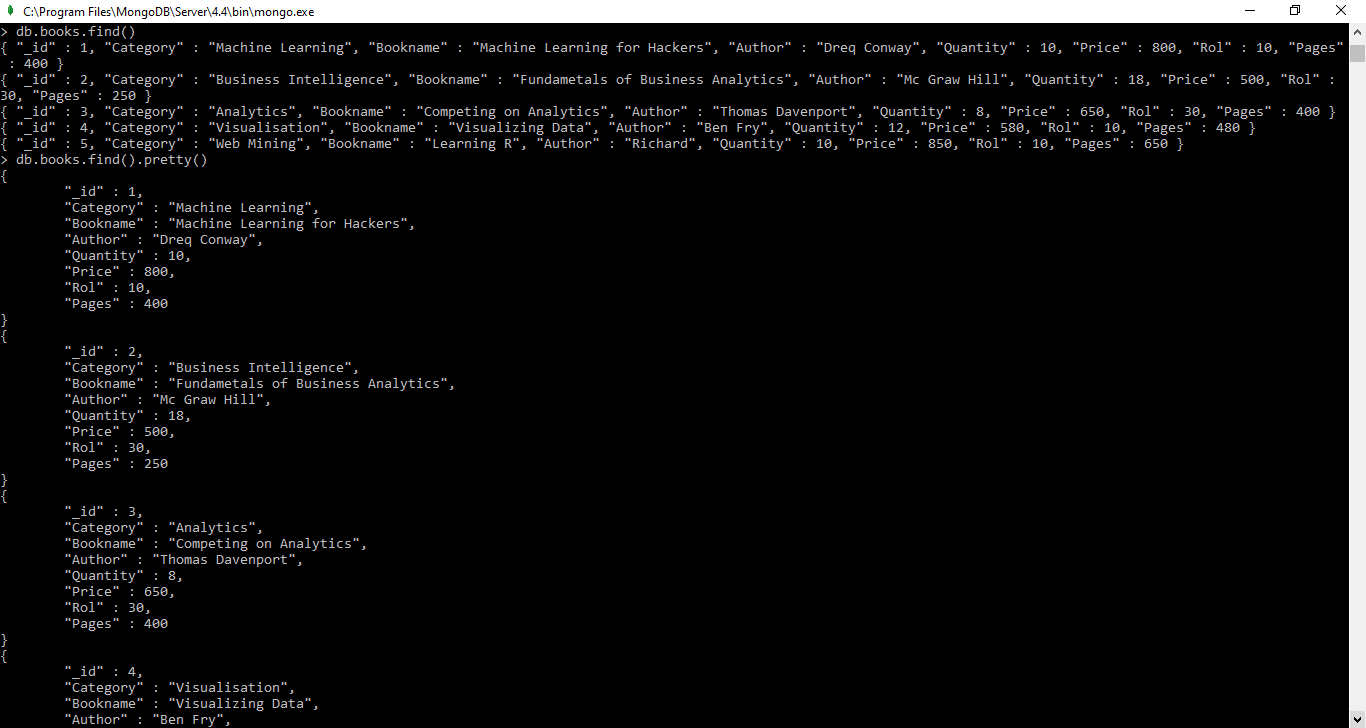 C:\Program Files\MongoDB\Server\4.4\bin\mongo.exe
> db.books.find()
{ "_id" : 1, "Category" : "Machine Learning", "Bookname" : "Machine Learning for Hackers", "Author" : "Dreq Conway", "Quantity" : 10, "Price" : 800, "Rol" : 10, "Pages"
 : 400 }
{ "_id" : 2, "Category" : "Business Intelligence", "Bookname" : "Fundametals of Business Analytics", "Author" : "Mc Graw Hill", "Quantity" : 18, "Price" : 500, "Rol" :
30, "Pages" : 250 }
{ "_id" : 3, "Category" : "Analytics", "Bookname" : "Competing on Analytics", "Author" : "Thomas Davenport", "Quantity" : 8, "Price" : 650, "Rol" : 30, "Pages" : 400 }
{ "_id" : 4, "Category" : "Visualisation", "Bookname" : "Visualizing Data", "Author" : "Ben Fry", "Quantity" : 12, "Price" : 580, "Rol" : 10, "Pages" : 480 }
{ "_id" : 5, "Category" : "Web Mining", "Bookname" : "Learning R", "Author" : "Richard", "Quantity" : 10, "Price" : 850, "Rol" : 10, "Pages" : 650 }
> db.books.find().pretty()
{
        "_id" : 1,
        "Category" : "Machine Learning",
        "Bookname" : "Machine Learning for Hackers",
        "Author" : "Dreq Conway",
        "Quantity" : 10,
        "Price" : 800,
        "Rol" : 10,
        "Pages" : 400
}
{
        "_id" : 2,
        "Category" : "Business Intelligence",
        "Bookname" : "Fundametals of Business Analytics",
        "Author" : "Mc Graw Hill",
        "Quantity" : 18,
        "Price" : 500,
        "Rol" : 30,
        "Pages" : 250
}
{
        "_id" : 3,
        "Category" : "Analytics",
        "Bookname" : "Competing on Analytics",
        "Author" : "Thomas Davenport",
        "Quantity" : 8,
        "Price" : 650,
        "Rol" : 30,
        "Pages" : 400
}
{
        "_id" : 4,
        "Category" : "Visualisation",
        "Bookname" : "Visualizing Data",
        "Author" : "Ben Fry",